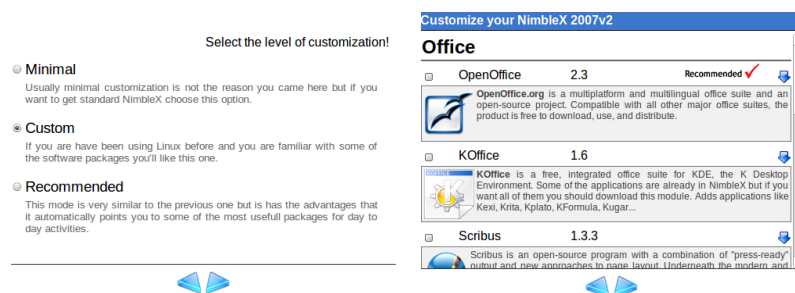 Select the level of customization!
Minimal
Usually minimal customization is not the reason you came here but if you
want to get standard NimbleX choose this option.
Custom
If you are have been using Linux before and you are familiar with some of
the software packages you'll like this one.
Recommended
This mode is very similar to the previous one but is has the advantages that
it automatically points you to some of the most usefull packages for day to
day activities.
Customize your NimbleX 2007v2
Office
OpenOffice 2.3 Recommended
OpenOffice.org is a multiplatform and multilingual office suite and an
open-source project. Compatible with all other major office suites, the
product is free to download, use, and distribute.
KOffice 1.6
KOffice is a free, integrated office suite for KDE, the K Desktop
Environment. Some of the applications are already in NimbleX but if you
want all of them you should download this module. Adds applications like
Kexi, Krita, Kplato, KFormula, Kugar...
Scribus 1.3.3
Scribus is an open-source program with a combination of "press-ready"
output and new approaches to page layout. Underneath the modern and